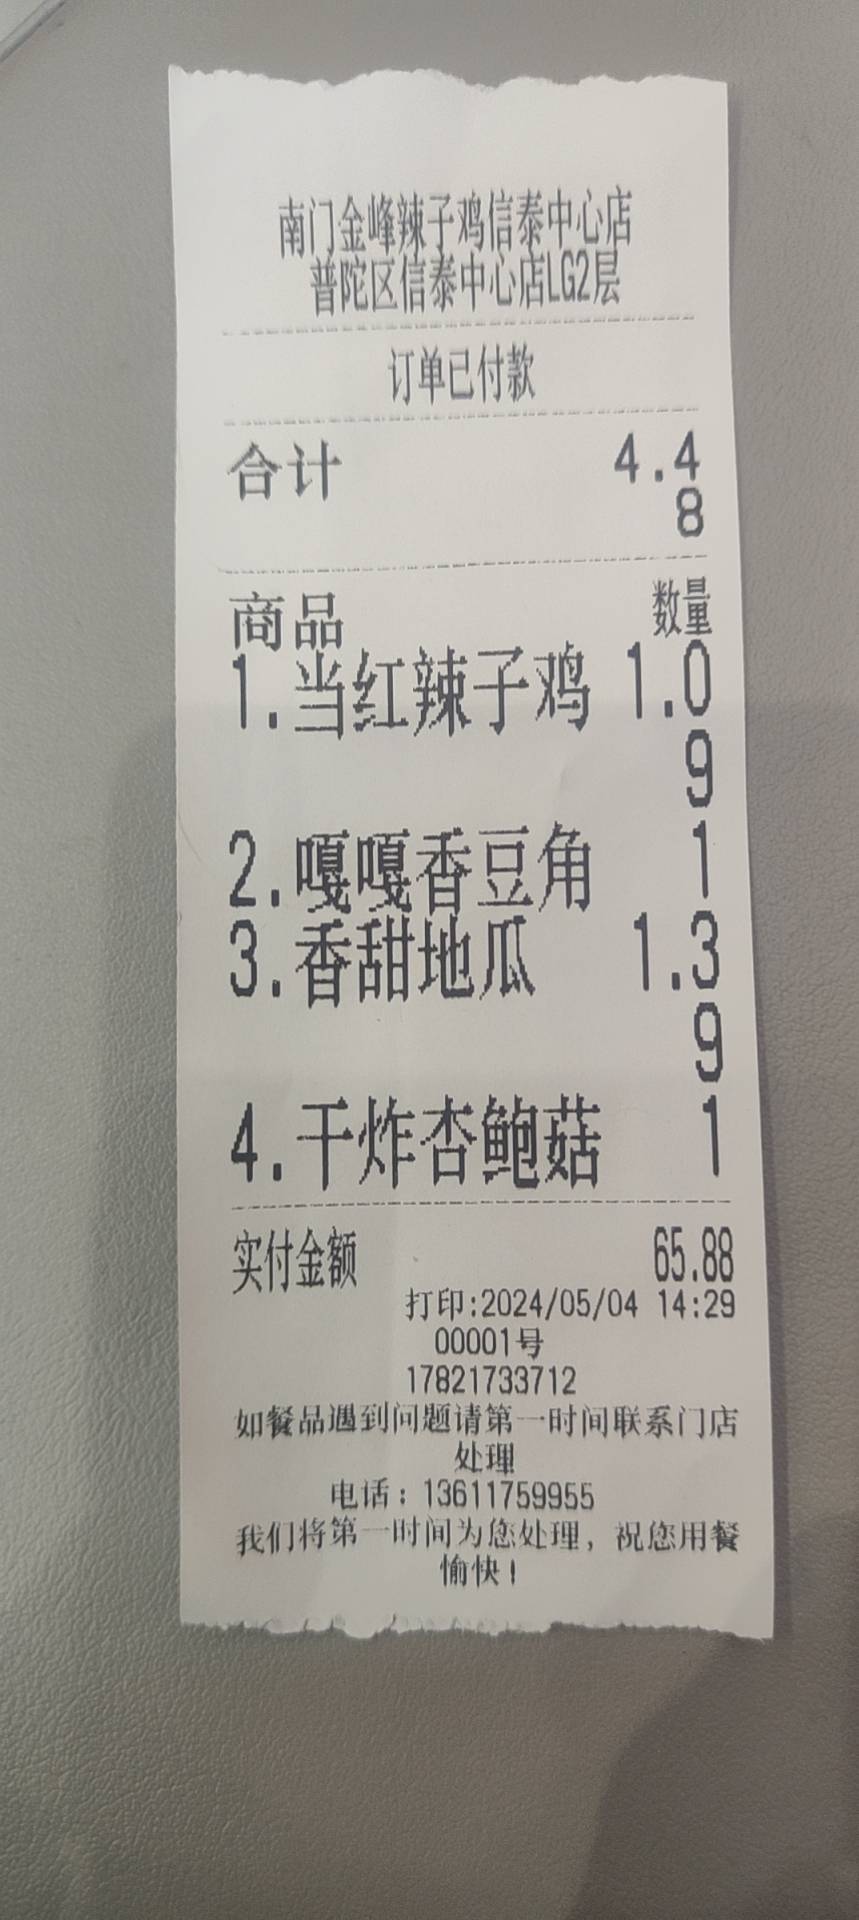 南门金峰辣子鸡信泰中心店
普陀区信泰中心店LG2层
订单已付款
合计 4.4
8
商品 数量
1.当红辣子鸡 1.0
9
2.嘎嘎香豆角 1
3.香甜地瓜 1.3
9
4.干炸杏鲍菇 1
实付金额 65.88
打印:2024/05/04 14:29
00001号
17821733712
如餐品遇到问题请第一时间联系门店
处理
电话：13611759955
我们将第一时间为您处理，祝您用餐
愉快！